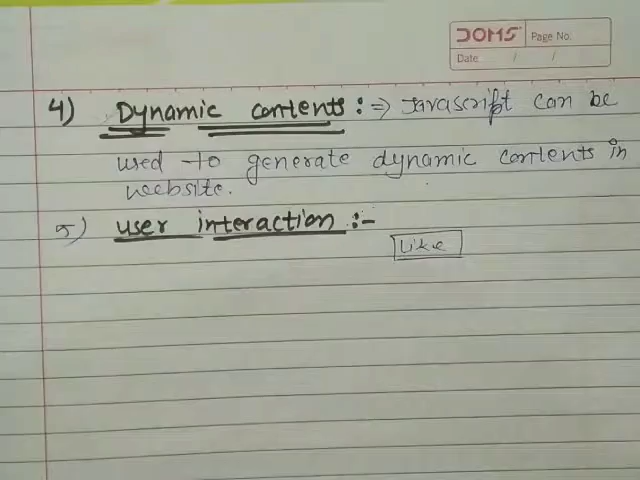 DOMS Page No.
Date / /
4) Dynamic contents :⇒ Javascript can be
used to generate dynamic contents in
website.
5) user interaction :-
Like